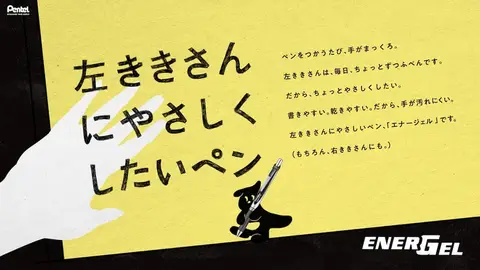 Pentel
左ききさん
にやさしく
したいペン
ペンをつかうたび、手がまっくろ。
左ききさんは、毎日、ちょっとずつふべんです。
だから、ちょっとやさしくしたい。
書きやすい。乾きやすい。だから、手が汚れにくい。
左ききさんにやさしいペン、「エナージェル」です。
(もちろん、右ききさんにも。)
ENERGEL